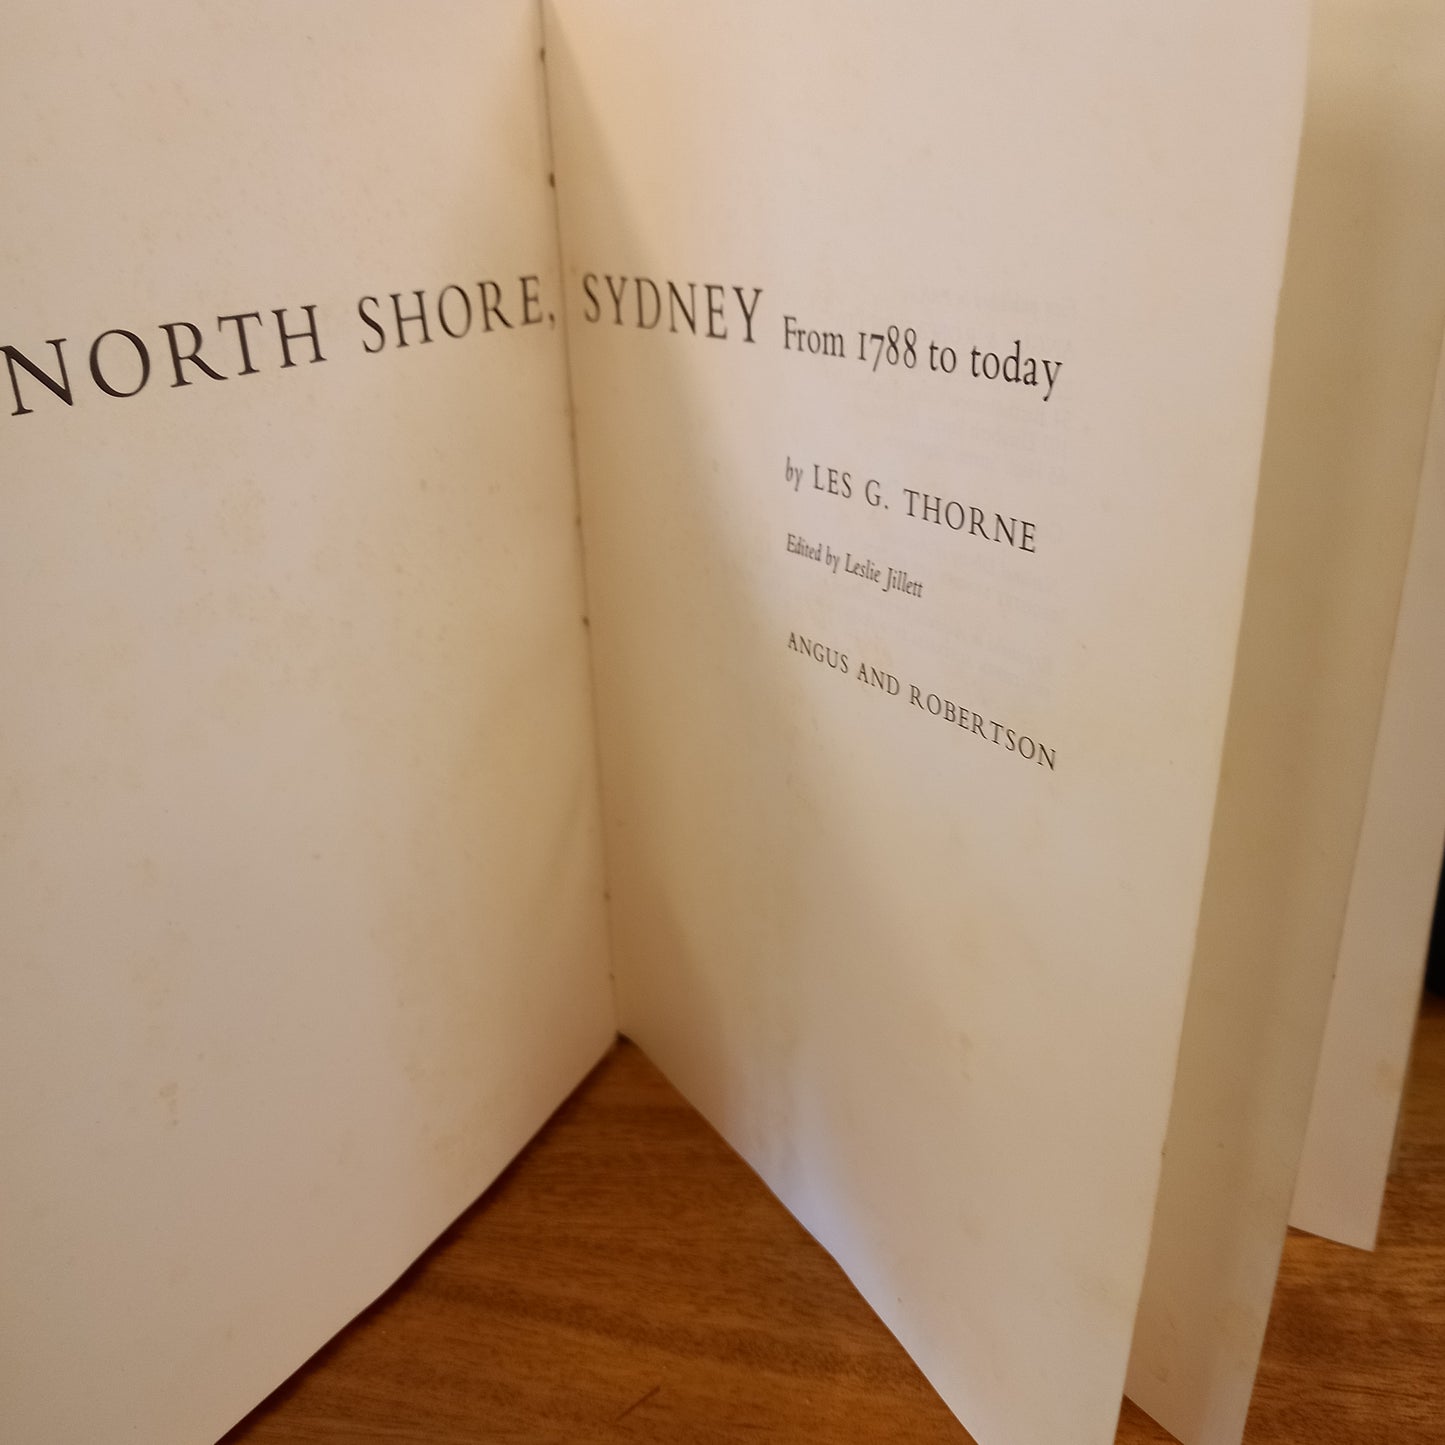 NORTH SHORE, SYDNEY From 1788 to today
by LES G. THORNE
Edited by Leslie Jillett
ANGUS AND ROBERTSON